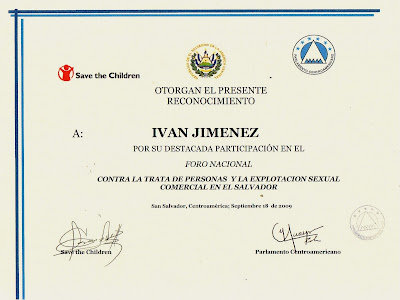 Save the Children
OTORGAN EL PRESENTE
RECONOCIMIENTO
A: IVAN JIMENEZ
POR SU DESTACADA PARTICIPACIÓN EN EL
FORO NACIONAL
CONTRA LA TRATA DE PERSONAS Y LA EXPLOTACION SEXUAL
COMERCIAL EN EL SALVADOR
San Salvador, Centroamérica; Septiembre 18 de 2009
Save the Children
Parlamento Centroamericano